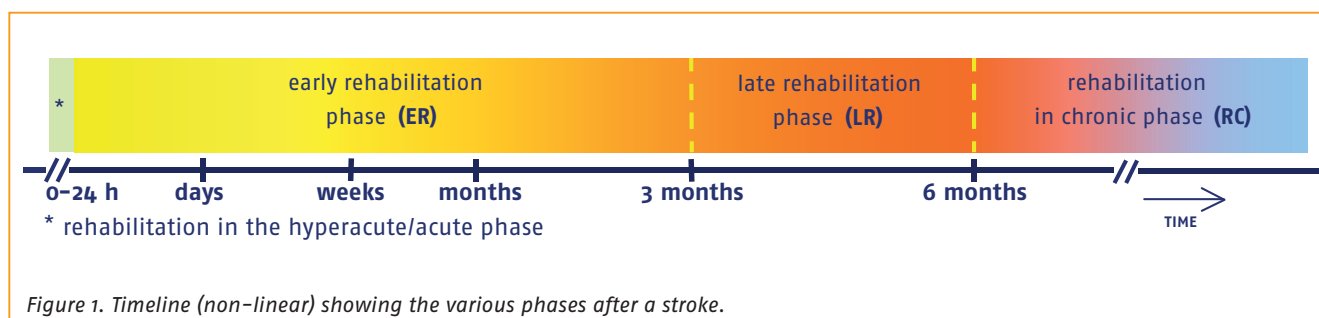 early rehabilitation
phase (ER)
late rehabilitation
phase (LR)
rehabilitation
in chronic phase (RC)
*
0–24 h
days
weeks
months
3 months
6 months
TIME
* rehabilitation in the hyperacute/acute phase
Figure 1. Timeline (non-linear) showing the various phases after a stroke.